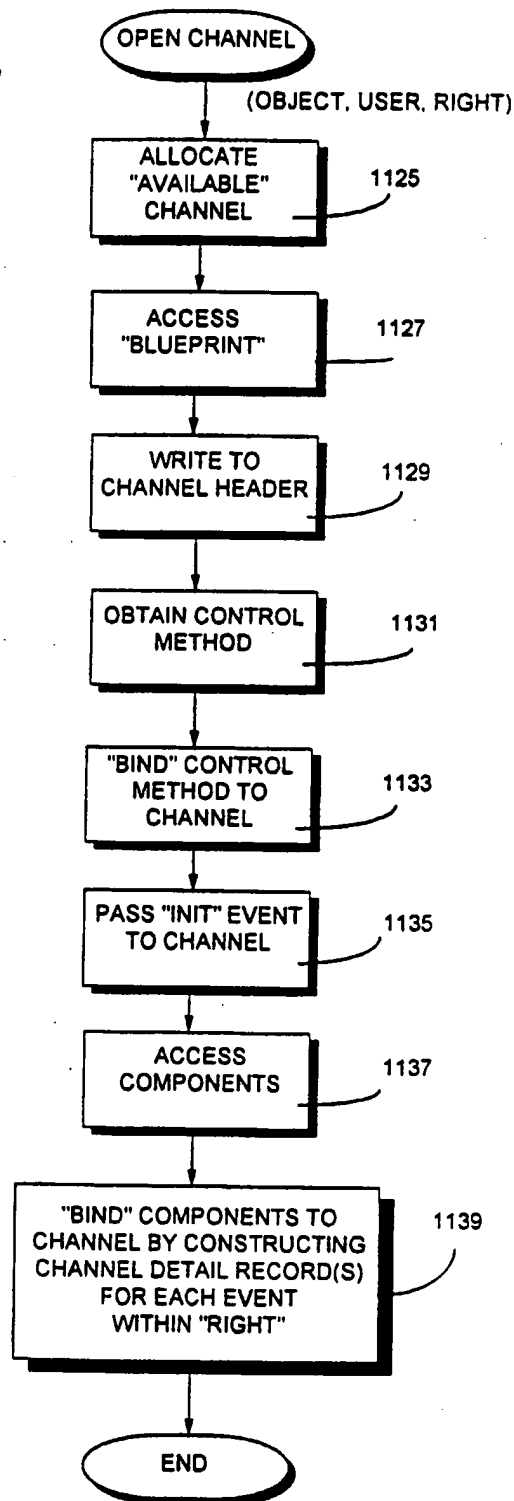 OPEN CHANNEL
(OBJECT, USER, RIGHT)
ALLOCATE
"AVAILABLE"
CHANNEL
1125
ACCESS
"BLUEPRINT"
1127
WRITE TO
CHANNEL HEADER
1129
OBTAIN CONTROL
METHOD
1131
"BIND" CONTROL
METHOD TO
CHANNEL
1133
PASS "INIT" EVENT
TO CHANNEL
1135
ACCESS
COMPONENTS
1137
"BIND" COMPONENTS TO
CHANNEL BY CONSTRUCTING
CHANNEL DETAIL RECORD(S)
FOR EACH EVENT
WITHIN "RIGHT"
1139
END